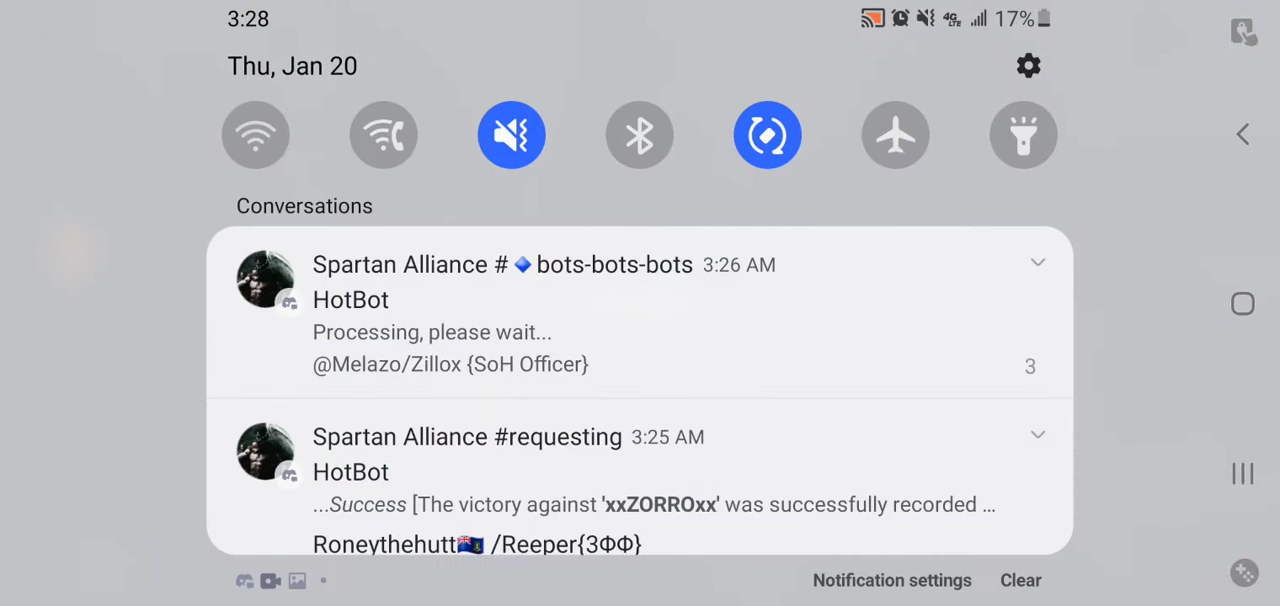 3:28
4G LTE 17%
Thu, Jan 20
Conversations
Spartan Alliance #🔹bots-bots-bots 3:26 AM
HotBot
Processing, please wait...
@Melazo/Zillox {SoH Officer}
3
Spartan Alliance #requesting 3:25 AM
HotBot
...Success [The victory against 'xxZORROxx' was successfully recorded ...
Roneythehutt /Reeper{3ΦΦ}
Notification settings Clear